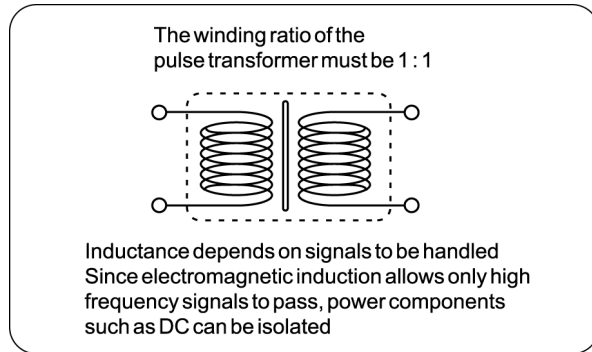 The winding ratio of the
pulse transformer must be 1 : 1
Inductance depends on signals to be handled
Since electromagnetic induction allows only high
frequency signals to pass, power components
such as DC can be isolated